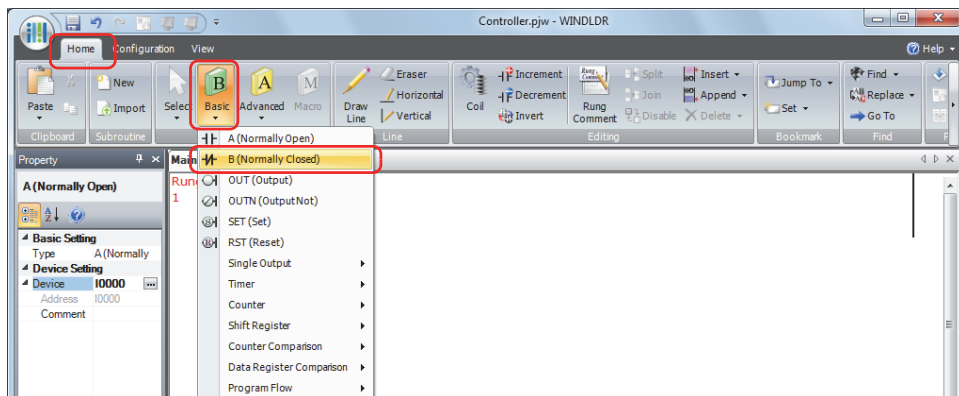 Controller.pjw - WINDLDR
Home Configuration View Help
New
Import
Paste
Clipboard
Subroutine
Select
Basic
Advanced
Macro
Draw Line
Eraser
Horizontal
Vertical
Line
Coil
Increment
Decrement
Invert
Rung Comment
Split
Join
Disable
Insert
Append
Delete
Editing
Jump To
Set
Bookmark
Find
Replace
Go To
Find
Property
A (Normally Open)
Basic Setting
Type A (Normally
Device Setting
Device I0000 ...
Address I0000
Comment
Main
1
A (Normally Open)
B (Normally Closed)
OUT (Output)
OUTN (Output Not)
SET (Set)
RST (Reset)
Single Output
Timer
Counter
Shift Register
Counter Comparison
Data Register Comparison
Program Flow